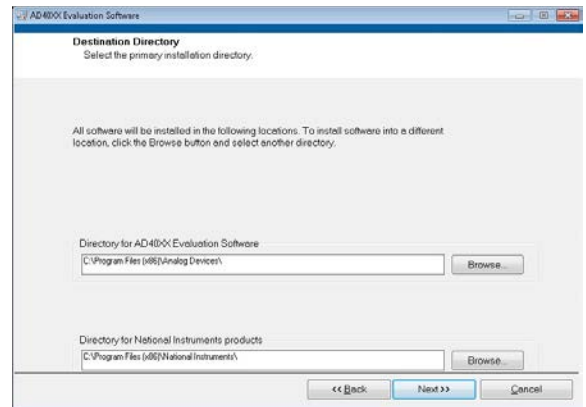 AD40XX Evaluation Software
Destination Directory
Select the primary installation directory.
All software will be installed in the following locations. To install software into a different
location, click the Browse button and select another directory.
Directory for AD40XX Evaluation Software
C:\Program Files (x86)\Analog Devices\
Browse...
Directory for National Instruments products
C:\Program Files (x86)\National Instruments\
Browse...
<< Back Next >> Cancel